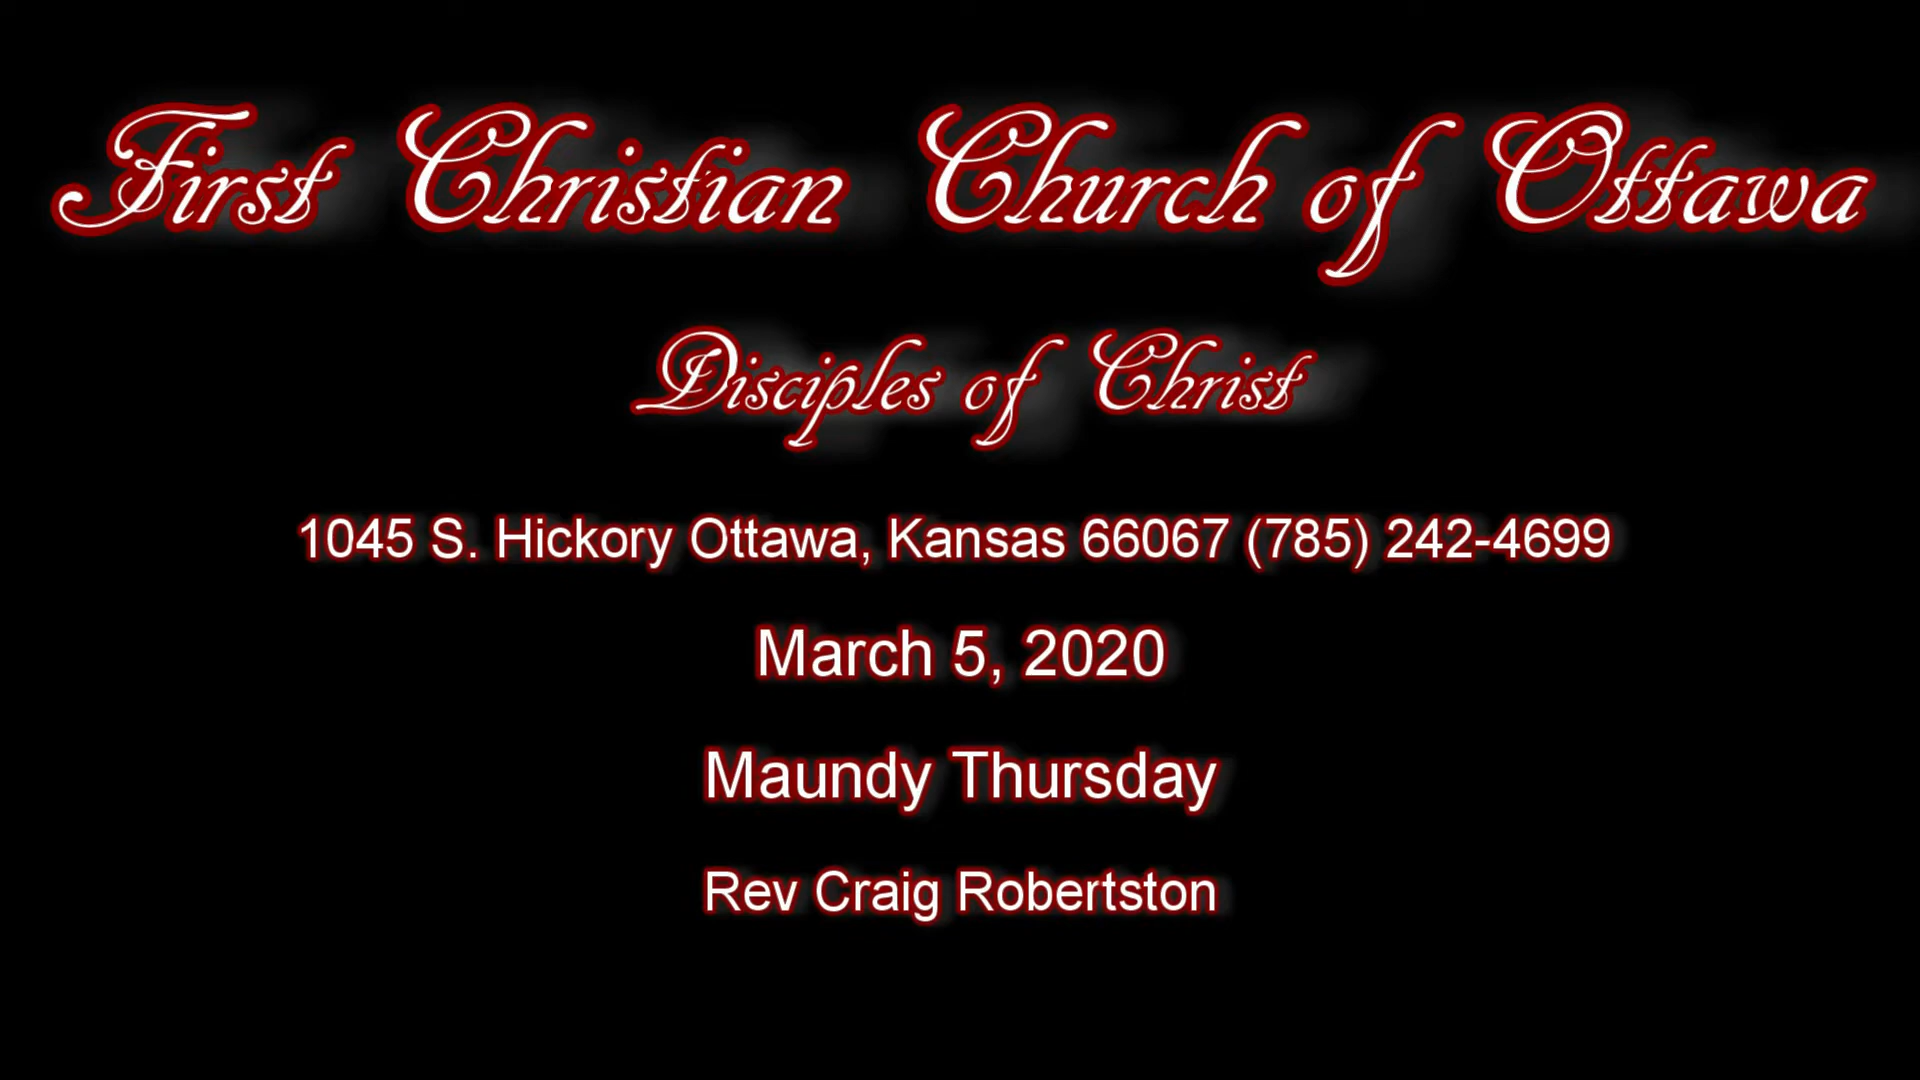 First Christian Church of Ottawa
Disciples of Christ
1045 S. Hickory Ottawa, Kansas 66067 (785) 242-4699
March 5, 2020
Maundy Thursday
Rev Craig Robertston